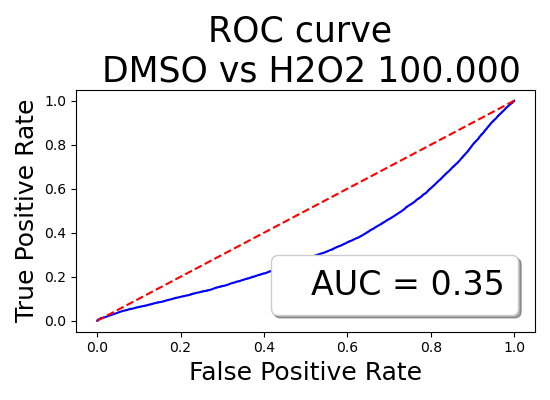 ROC curve
DMSO vs H2O2 100.000
True Positive Rate
1.0
0.8
0.6
0.4
0.2
0.0
AUC = 0.35
0.0 0.2 0.4 0.6 0.8 1.0
False Positive Rate